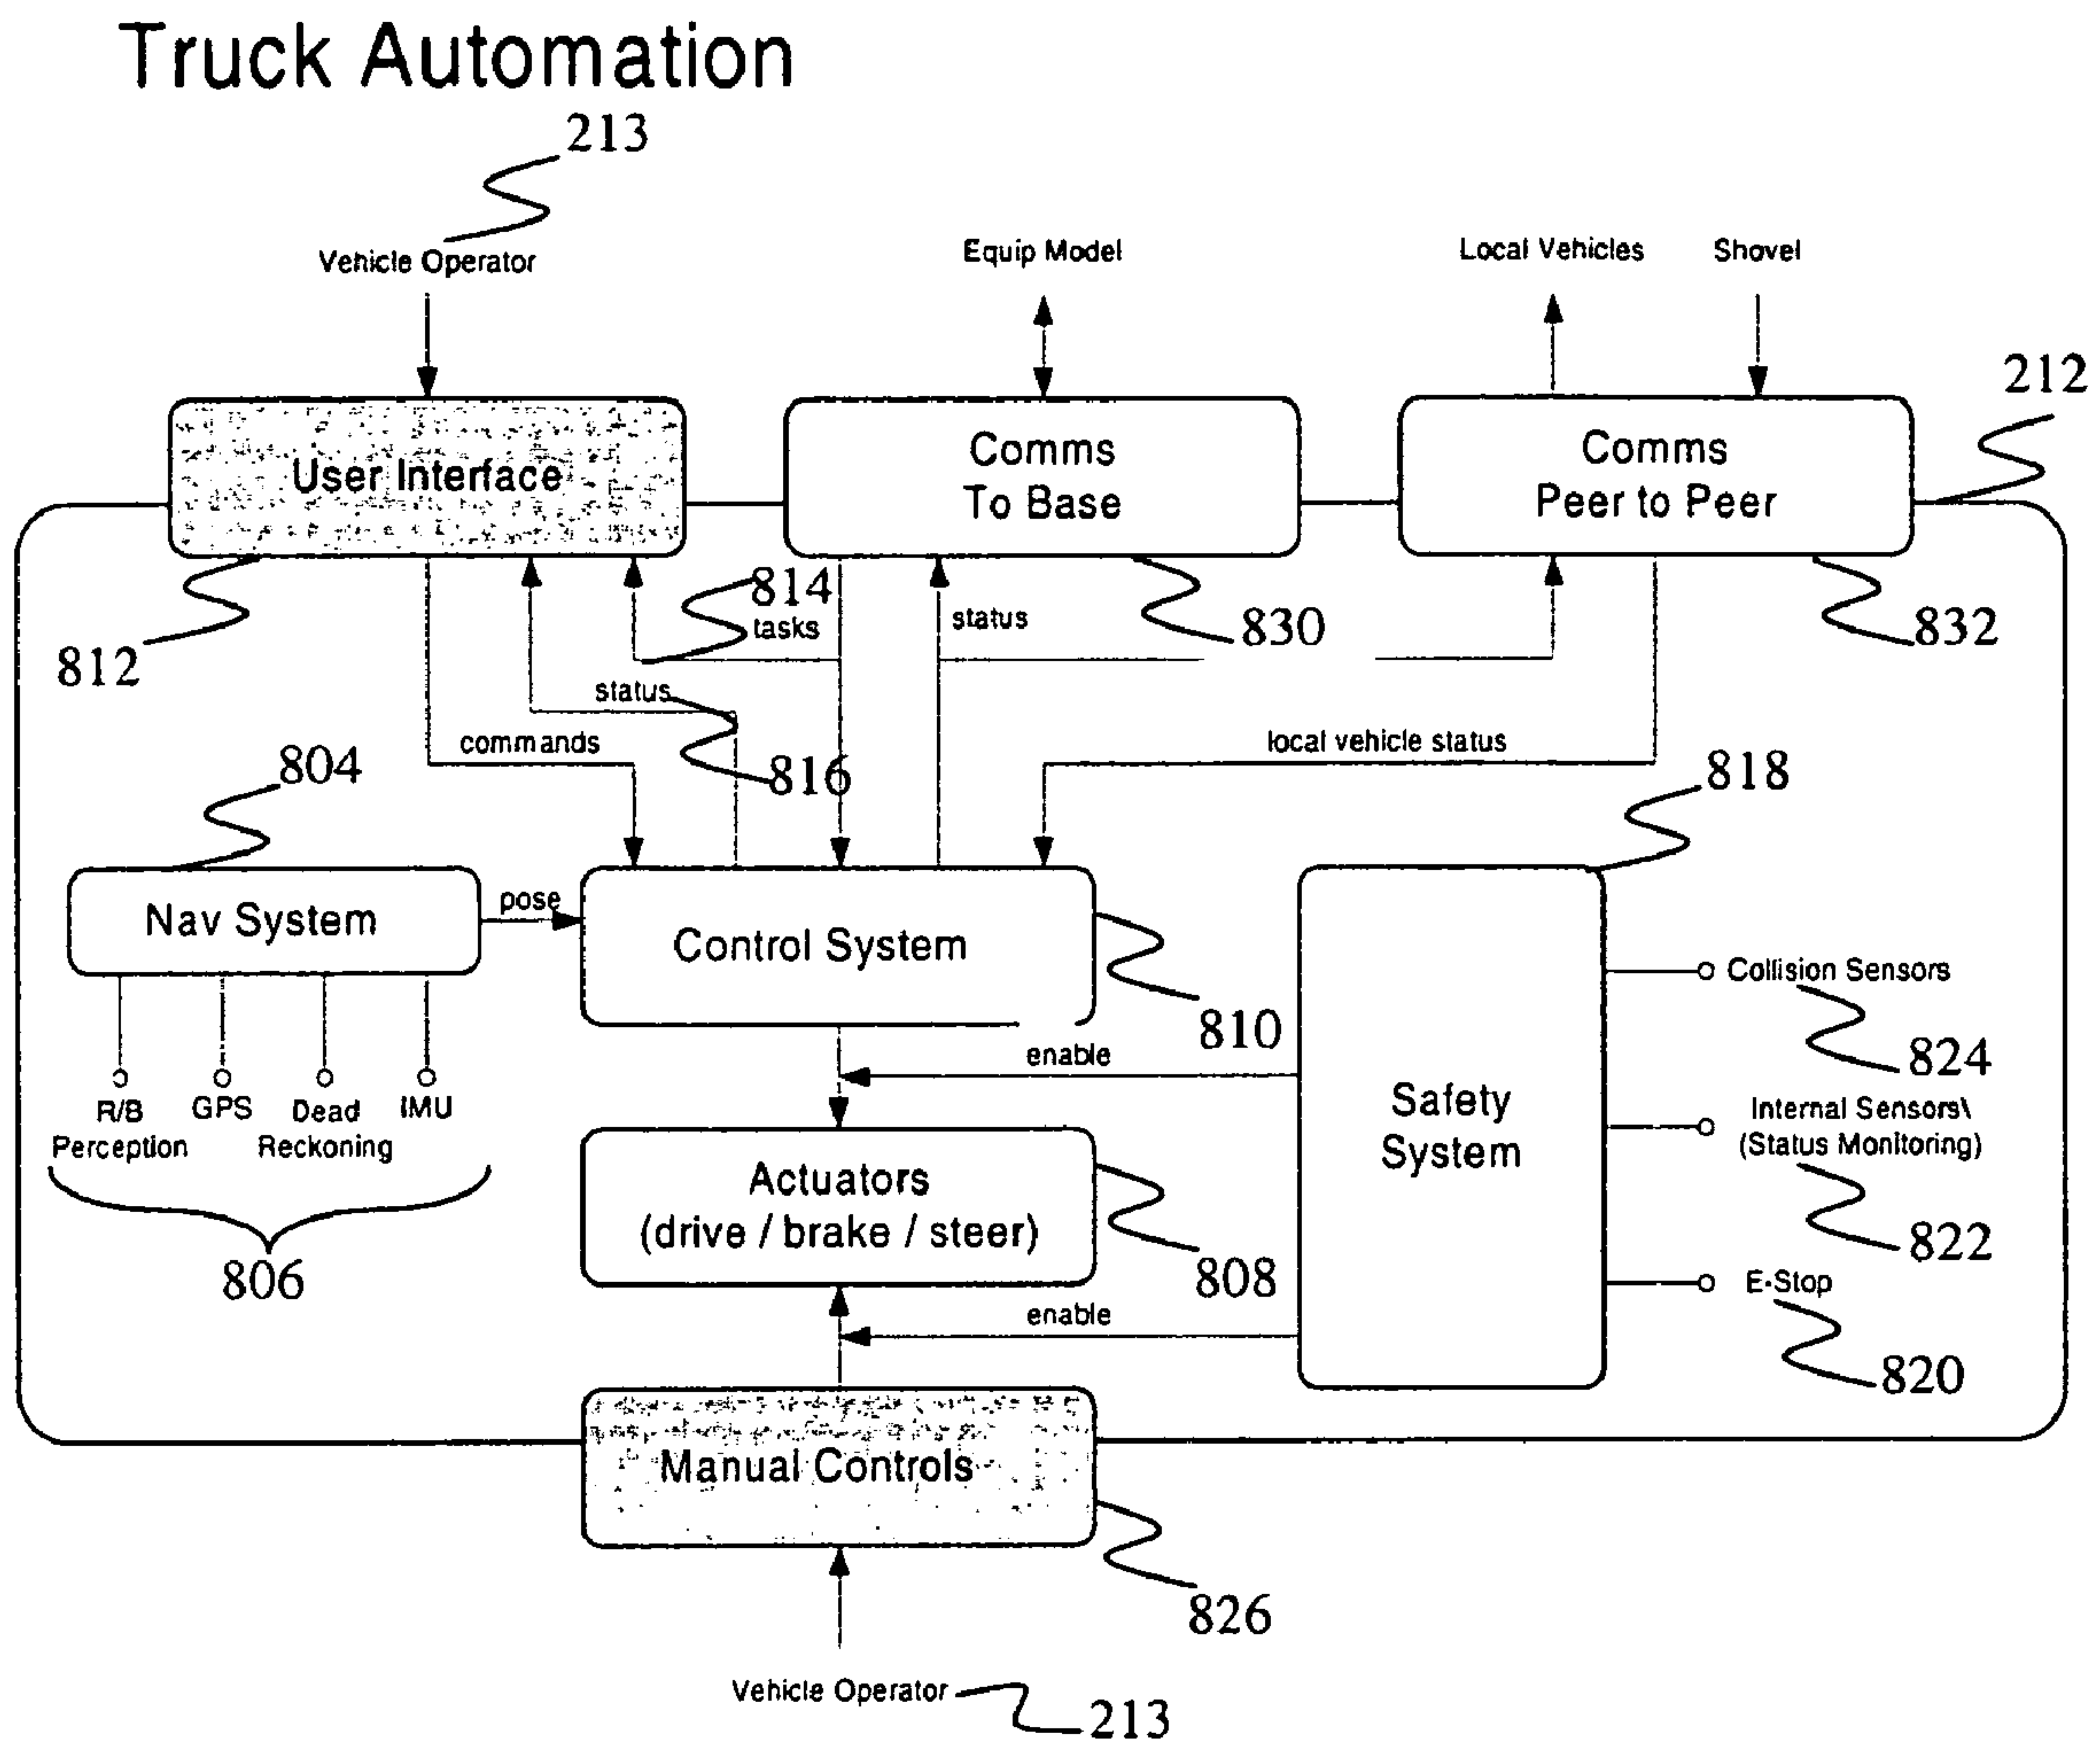 Truck Automation
213
Vehicle Operator
Equip Model
Local Vehicles
Shovel
212
User Interface
Comms
To Base
Comms
Peer to Peer
812
814
tasks
status
830
832
status
commands
816
local vehicle status
804
818
Nav System
pose
Control System
810
Collision Sensors
824
R/B
Perception
GPS
Dead
Reckoning
IMU
806
enable
Safety
System
Internal Sensors\
(Status Monitoring)
822
Actuators
(drive / brake / steer)
808
E-Stop
820
enable
Manual Controls
826
Vehicle Operator
213